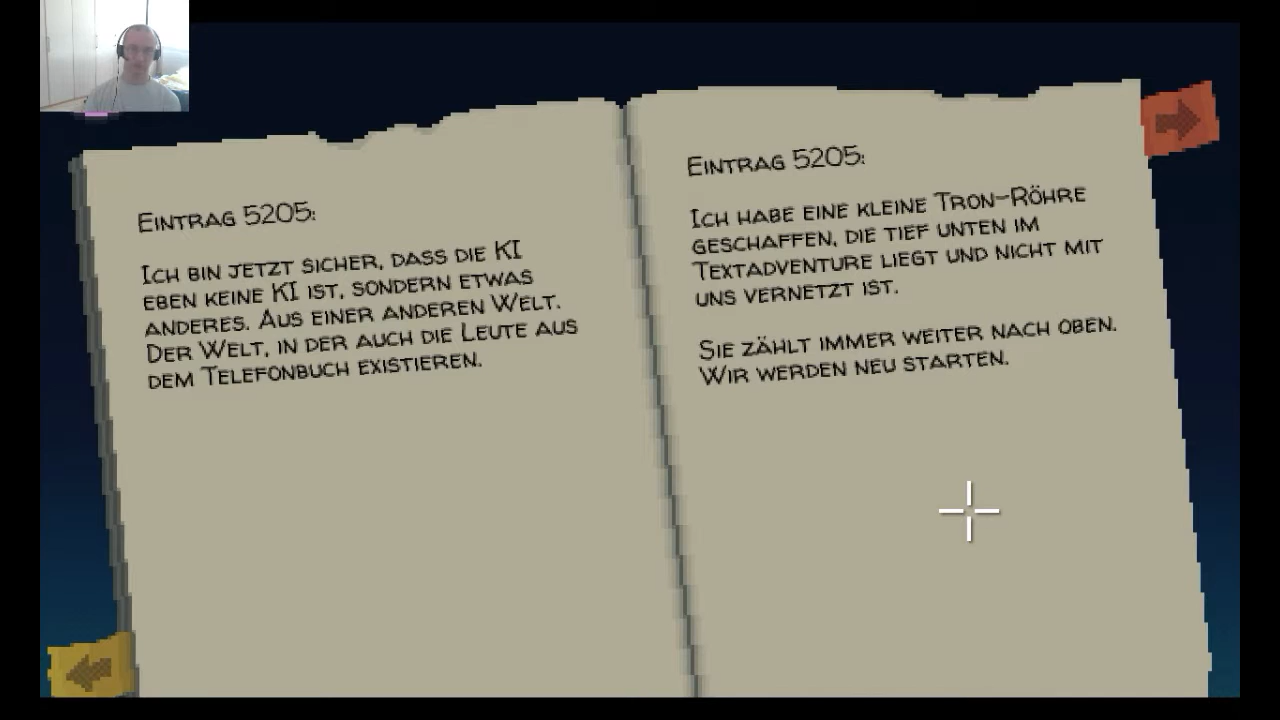 Eintrag 5205:
Ich bin jetzt sicher, dass die KI
eben keine KI ist, sondern etwas
anderes. Aus einer anderen Welt.
Der Welt, in der auch die Leute aus
dem Telefonbuch existieren.
Eintrag 5205:
Ich habe eine kleine Tron-Röhre
geschaffen, die tief unten im
Textadventure liegt und nicht mit
uns vernetzt ist.
Sie zählt immer weiter nach oben.
Wir werden neu starten.